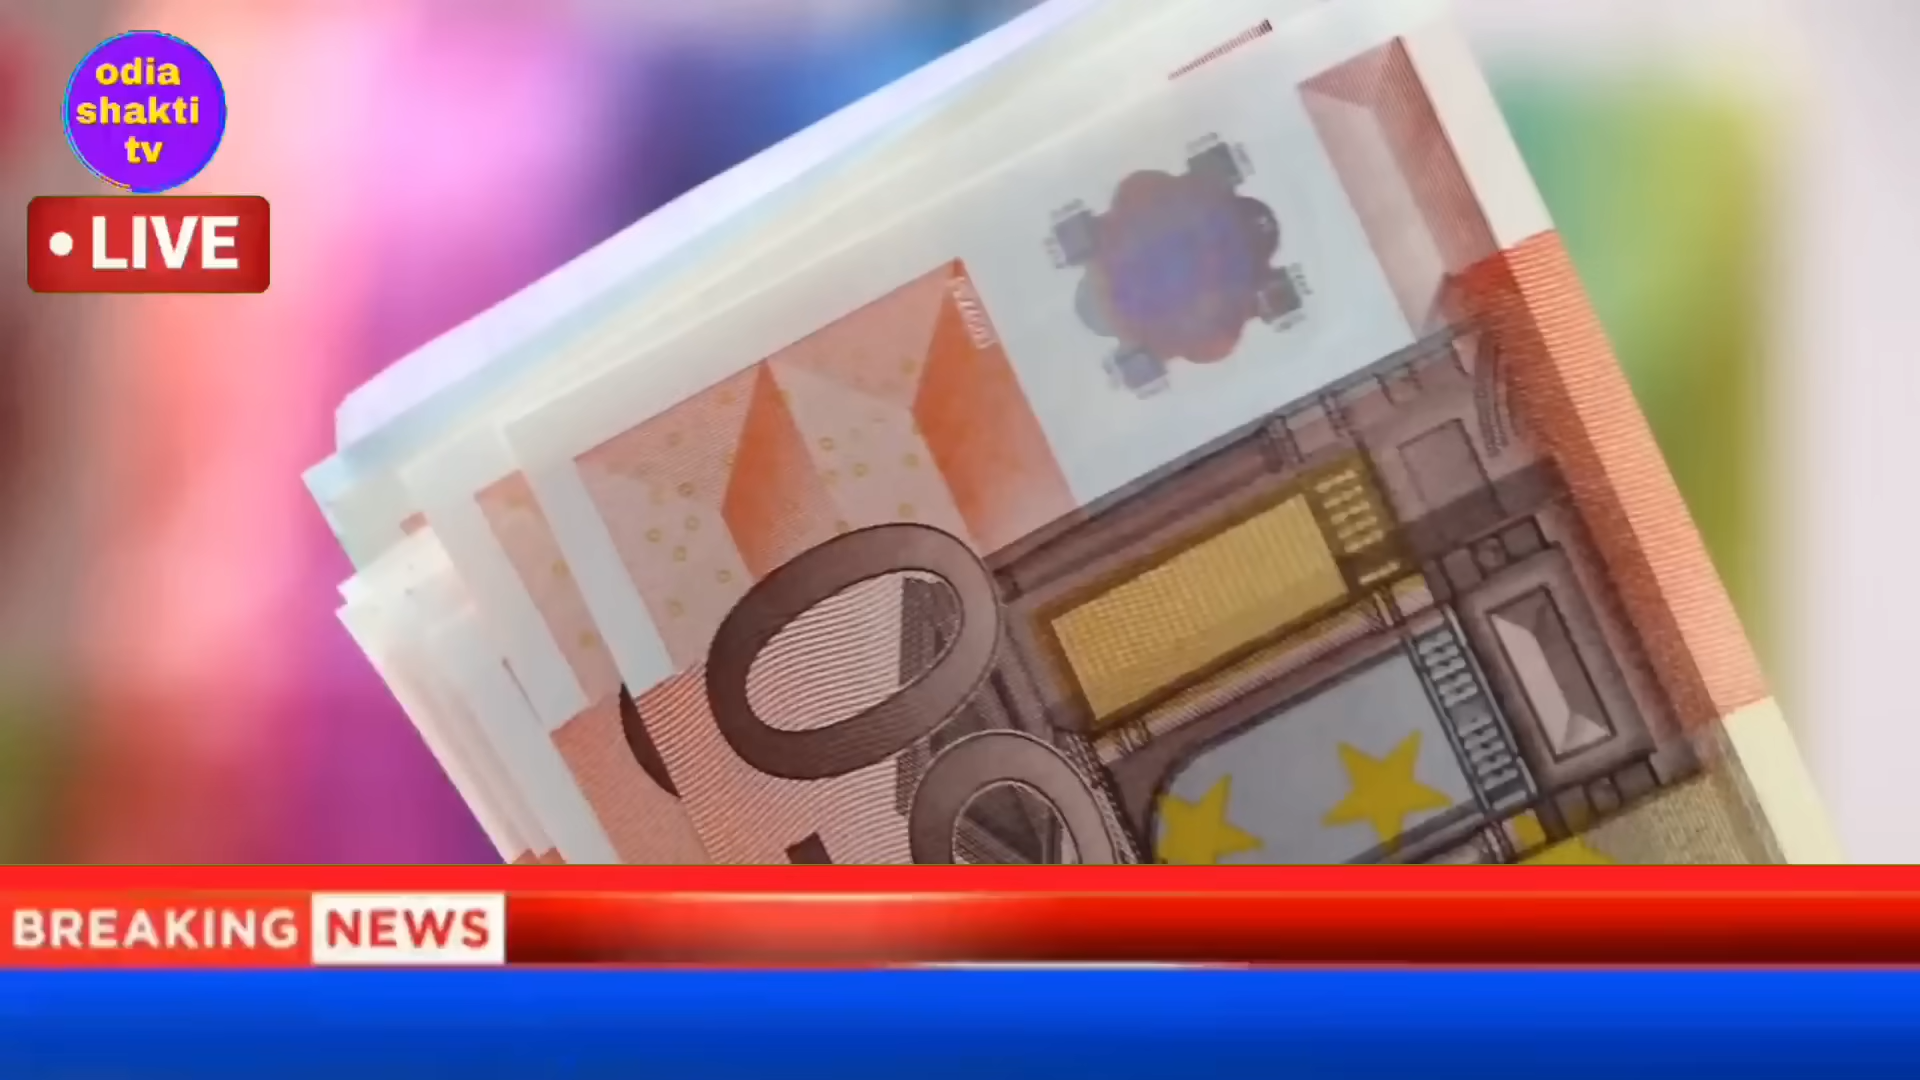 odia
shakti
tv
• LIVE
BREAKING NEWS